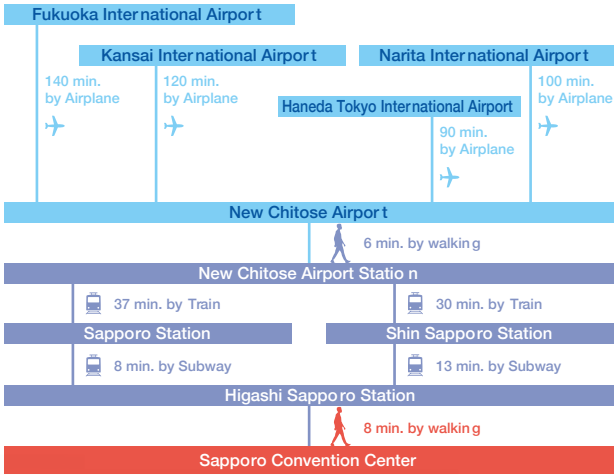 Fukuoka International Airport
Kansai International Airport
Narita International Airport
140 min.
by Airplane
120 min.
by Airplane
100 min.
by Airplane
Haneda Tokyo International Airport
90 min.
by Airplane
New Chitose Airport
6 min. by walking
New Chitose Airport Station
37 min. by Train
30 min. by Train
Sapporo Station
Shin Sapporo Station
8 min. by Subway
13 min. by Subway
Higashi Sapporo Station
8 min. by walking
Sapporo Convention Center